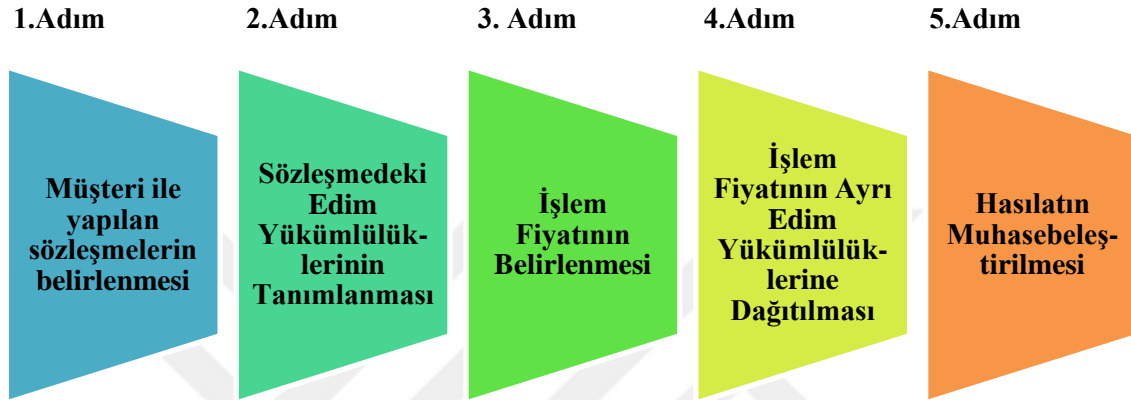 1.Adım
2.Adım
3. Adım
4.Adım
5.Adım
Müşteri ile
yapılan
sözleşmelerin
belirlenmesi
Sözleşmedeki
Edim
Yükümlülük-
lerinin
Tanımlanması
İşlem
Fiyatının
Belirlenmesi
İşlem
Fiyatının Ayrı
Edim
Yükümlülük-
lerine
Dağıtılması
Hasılatın
Muhasebeleş-
tirilmesi